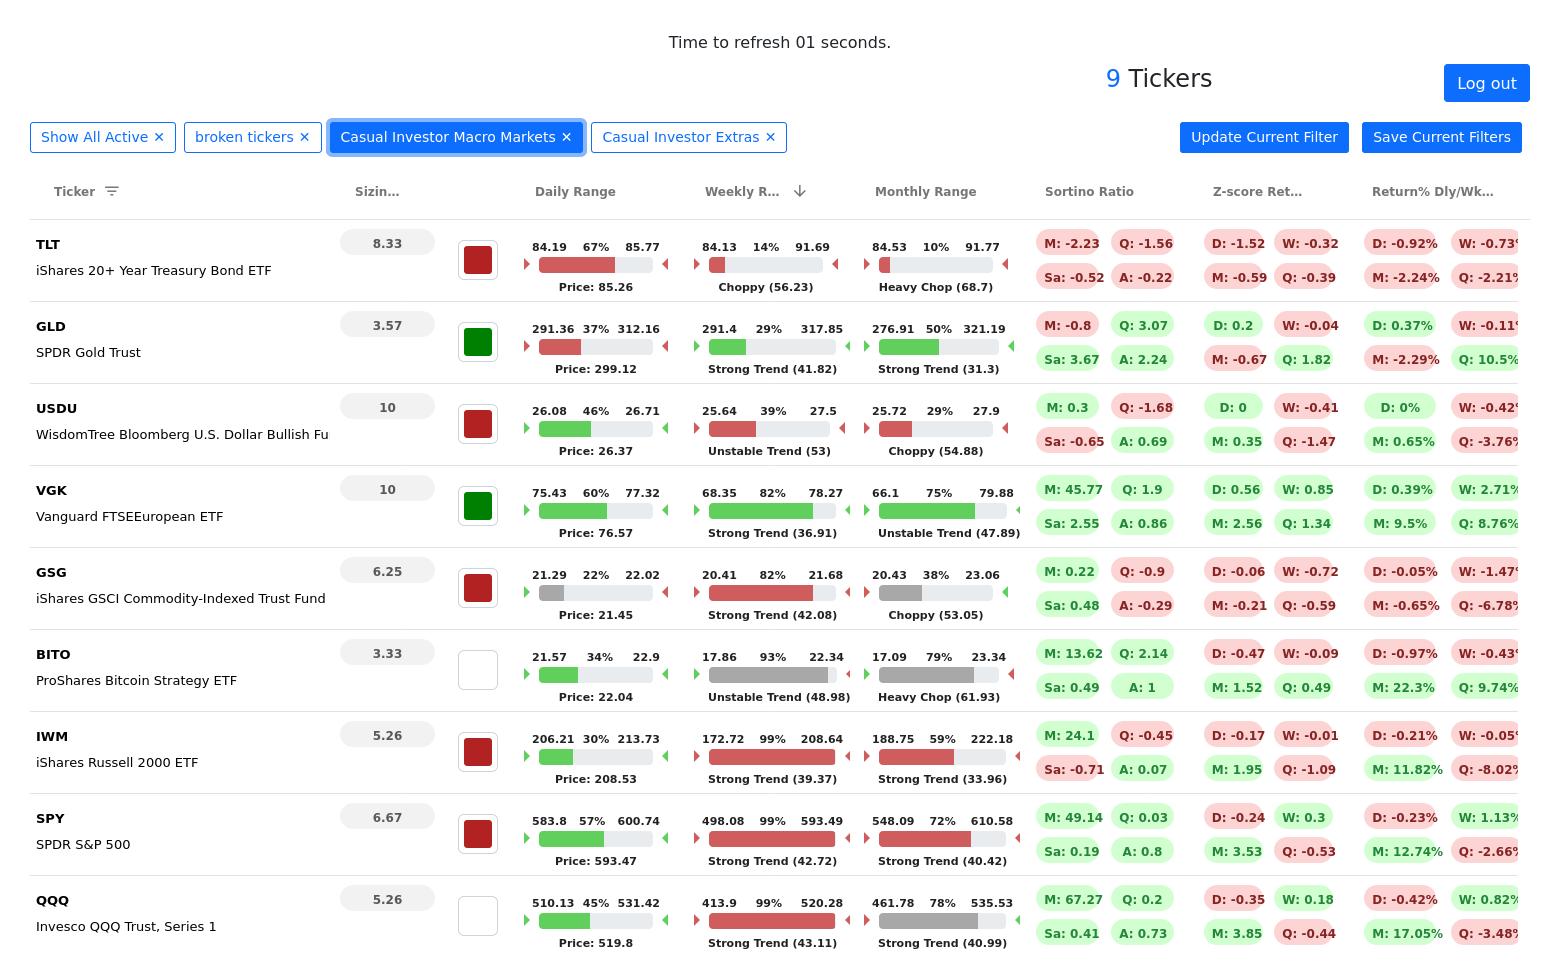 Time to refresh 01 seconds.
9 Tickers
Log out
Show All Active ✕ broken tickers ✕ Casual Investor Macro Markets ✕ Casual Investor Extras ✕ Update Current Filter Save Current Filters
Ticker Sizin... Daily Range Weekly R... Monthly Range Sortino Ratio Z-score Ret... Return% Dly/Wk...
TLT 8.33 84.19 67% 85.77 84.13 14% 91.69 84.53 10% 91.77 M: -2.23 Q: -1.56 D: -1.52 W: -0.32 D: -0.92% W: -0.73%
iShares 20+ Year Treasury Bond ETF Price: 85.26 Choppy (56.23) Heavy Chop (68.7) Sa: -0.52 A: -0.22 M: -0.59 Q: -0.39 M: -2.24% Q: -2.21%
GLD 3.57 291.36 37% 312.16 291.4 29% 317.85 276.91 50% 321.19 M: -0.8 Q: 3.07 D: 0.2 W: -0.04 D: 0.37% W: -0.11%
SPDR Gold Trust Price: 299.12 Strong Trend (41.82) Strong Trend (31.3) Sa: 3.67 A: 2.24 M: -0.67 Q: 1.82 M: -2.29% Q: 10.5%
USDU 10 26.08 46% 26.71 25.64 39% 27.5 25.72 29% 27.9 M: 0.3 Q: -1.68 D: 0 W: -0.41 D: 0% W: -0.42%
WisdomTree Bloomberg U.S. Dollar Bullish Fu Price: 26.37 Unstable Trend (53) Choppy (54.88) Sa: -0.65 A: 0.69 M: 0.35 Q: -1.47 M: 0.65% Q: -3.76%
VGK 10 75.43 60% 77.32 68.35 82% 78.27 66.1 75% 79.88 M: 45.77 Q: 1.9 D: 0.56 W: 0.85 D: 0.39% W: 2.71%
Vanguard FTSEEuropean ETF Price: 76.57 Strong Trend (36.91) Unstable Trend (47.89) Sa: 2.55 A: 0.86 M: 2.56 Q: 1.34 M: 9.5% Q: 8.76%
GSG 6.25 21.29 22% 22.02 20.41 82% 21.68 20.43 38% 23.06 M: 0.22 Q: -0.9 D: -0.06 W: -0.72 D: -0.05% W: -1.47%
iShares GSCI Commodity-Indexed Trust Fund Price: 21.45 Strong Trend (42.08) Choppy (53.05) Sa: 0.48 A: -0.29 M: -0.21 Q: -0.59 M: -0.65% Q: -6.78%
BITO 3.33 21.57 34% 22.9 17.86 93% 22.34 17.09 79% 23.34 M: 13.62 Q: 2.14 D: -0.47 W: -0.09 D: -0.97% W: -0.43%
ProShares Bitcoin Strategy ETF Price: 22.04 Unstable Trend (48.98) Heavy Chop (61.93) Sa: 0.49 A: 1 M: 1.52 Q: 0.49 M: 22.3% Q: 9.74%
IWM 5.26 206.21 30% 213.73 172.72 99% 208.64 188.75 59% 222.18 M: 24.1 Q: -0.45 D: -0.17 W: -0.01 D: -0.21% W: -0.05%
iShares Russell 2000 ETF Price: 208.53 Strong Trend (39.37) Strong Trend (33.96) Sa: -0.71 A: 0.07 M: 1.95 Q: -1.09 M: 11.82% Q: -8.02%
SPY 6.67 583.8 57% 600.74 498.08 99% 593.49 548.09 72% 610.58 M: 49.14 Q: 0.03 D: -0.24 W: 0.3 D: -0.23% W: 1.13%
SPDR S&P 500 Price: 593.47 Strong Trend (42.72) Strong Trend (40.42) Sa: 0.19 A: 0.8 M: 3.53 Q: -0.53 M: 12.74% Q: -2.66%
QQQ 5.26 510.13 45% 531.42 413.9 99% 520.28 461.78 78% 535.53 M: 67.27 Q: 0.2 D: -0.35 W: 0.18 D: -0.42% W: 0.82%
Invesco QQQ Trust, Series 1 Price: 519.8 Strong Trend (43.11) Strong Trend (40.99) Sa: 0.41 A: 0.73 M: 3.85 Q: -0.44 M: 17.05% Q: -3.48%